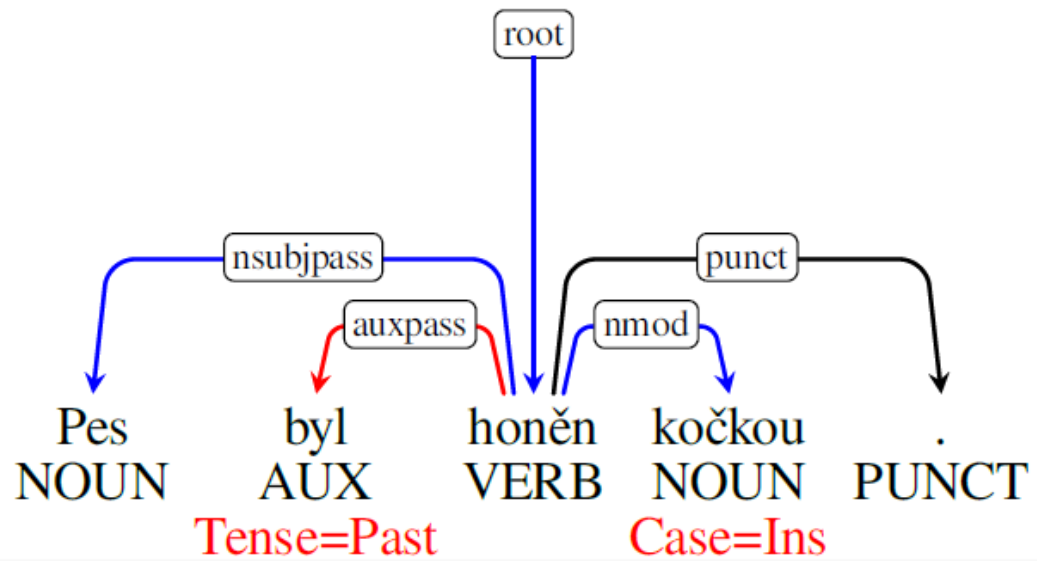 root
nsubjpass punct
auxpass nmod
Pes byl honěn kočkou .
NOUN AUX VERB NOUN PUNCT
Tense=Past Case=Ins